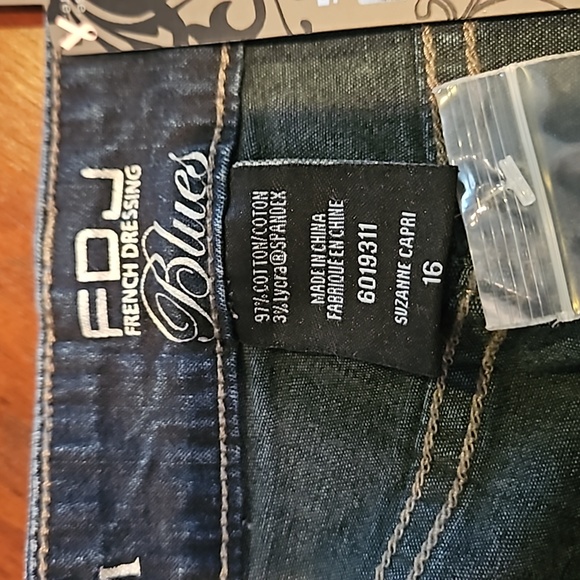 FDJ
FRENCH DRESSING
Blues
97% COTTON/COTON
3% Lycra®SPANDEX
MADE IN CHINA
FABRIQUE EN CHINE
6019311
SUZANNE CAPRI
16